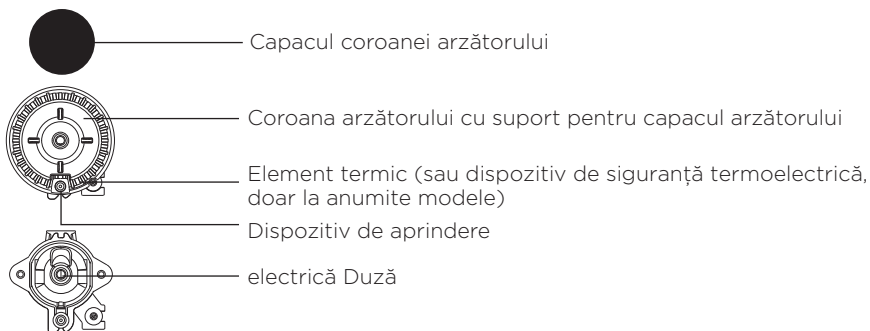 Capacul coroanei arzătorului
Coroana arzătorului cu suport pentru capacul arzătorului
Element termic (sau dispozitiv de siguranță termoelectrică,
doar la anumite modele)
Dispozitiv de aprindere
electrică Duză